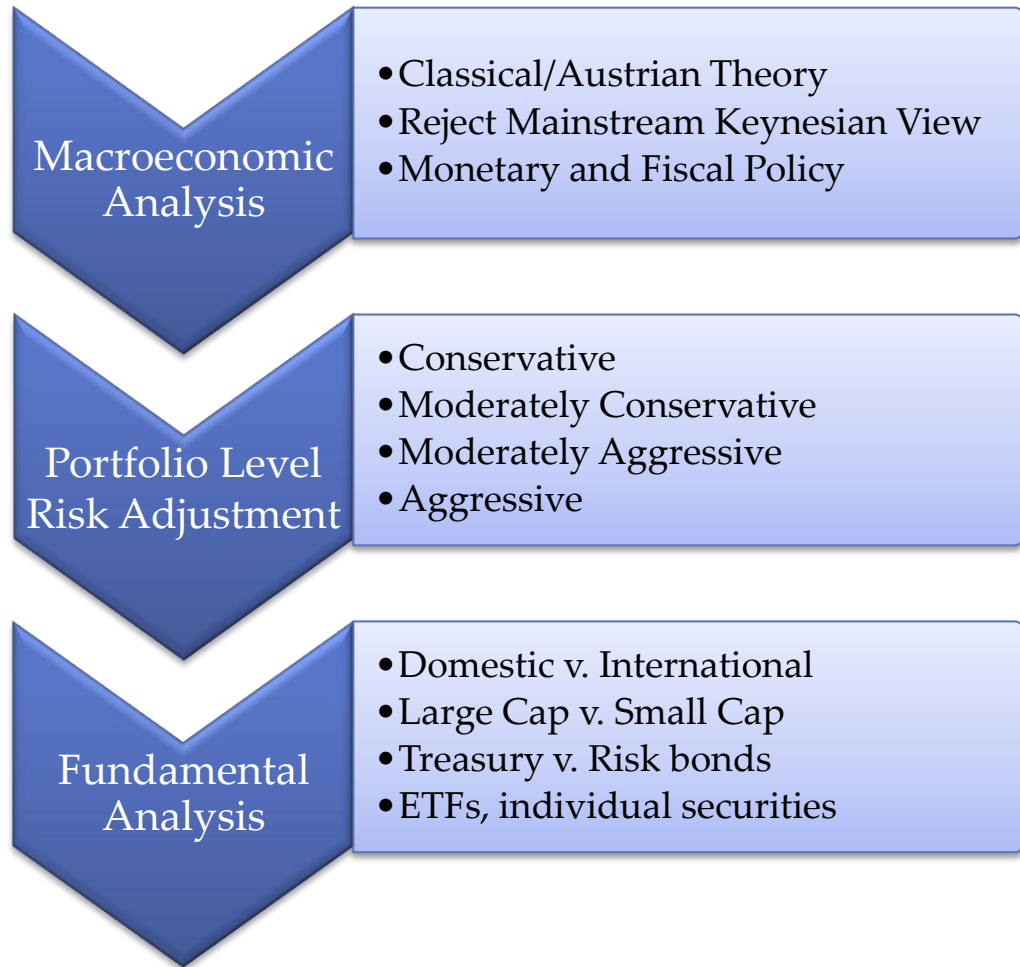 Macroeconomic
Analysis
•Classical/Austrian Theory
•Reject Mainstream Keynesian View
•Monetary and Fiscal Policy
Portfolio Level
Risk Adjustment
•Conservative
•Moderately Conservative
•Moderately Aggressive
•Aggressive
Fundamental
Analysis
•Domestic v. International
•Large Cap v. Small Cap
•Treasury v. Risk bonds
•ETFs, individual securities